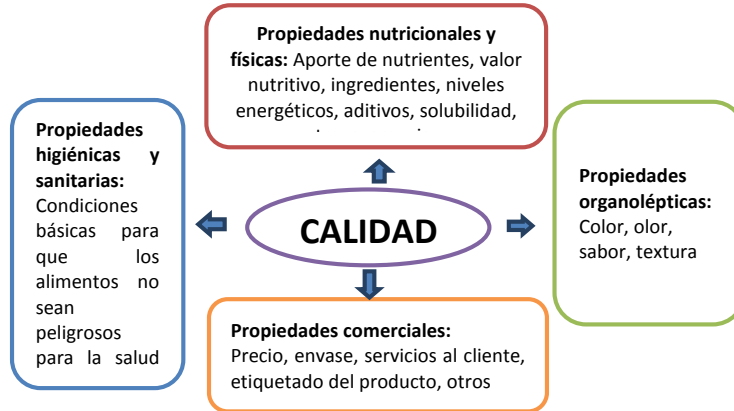 Propiedades nutricionales y
físicas: Aporte de nutrientes, valor
nutritivo, ingredientes, niveles
energéticos, aditivos, solubilidad,
Propiedades
higiénicas y
sanitarias:
Condiciones
básicas para
que los
alimentos no
sean
peligrosos
para la salud
CALIDAD
Propiedades
organolépticas:
Color, olor,
sabor, textura
Propiedades comerciales:
Precio, envase, servicios al cliente,
etiquetado del producto, otros